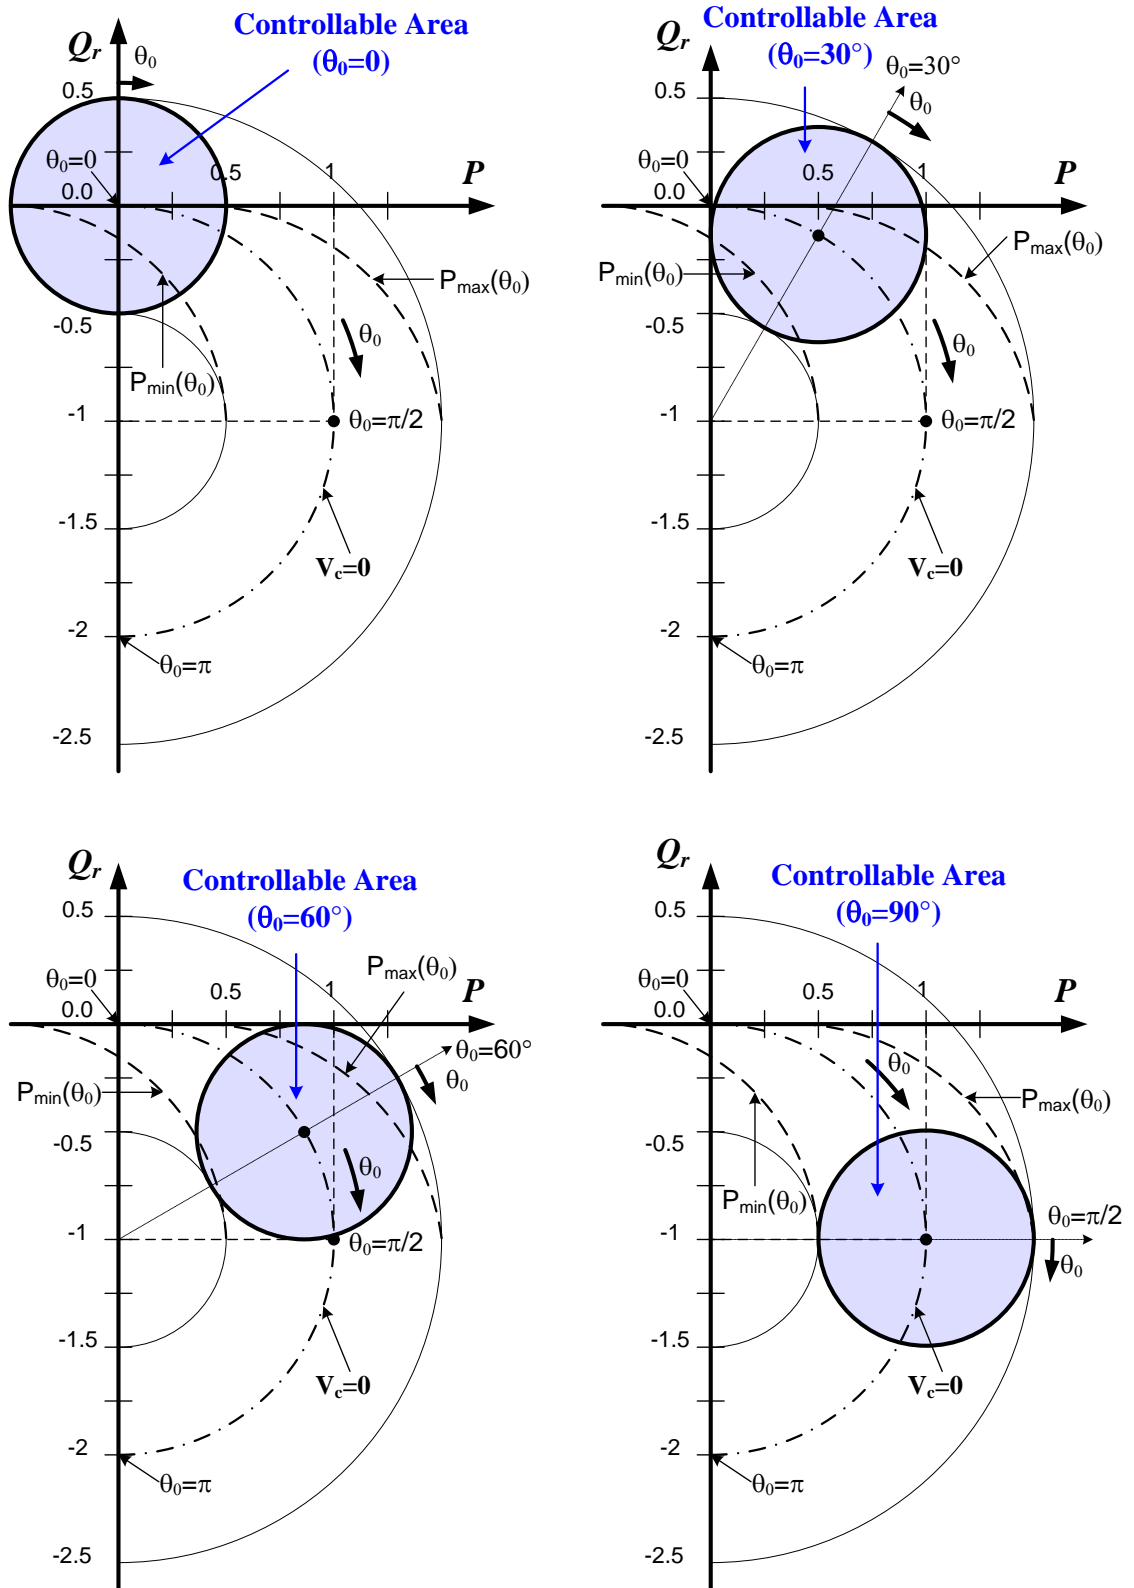 Controllable Area
(θ0=0)
Qr
θ0
0.5
θ0=0
0.5
1
P
0.0
Pmax(θ0)
-0.5
θ0
Pmin(θ0)
-1
θ0=π/2
-1.5
Vc=0
-2
θ0=π
-2.5
Controllable Area
(θ0=30°)
Qr
θ0=30°
θ0
0.5
θ0=0
0.5
1
P
0.0
Pmax(θ0)
Pmin(θ0)
-0.5
θ0
-1
θ0=π/2
-1.5
Vc=0
-2
θ0=π
-2.5
Controllable Area
(θ0=60°)
Qr
0.5
Pmax(θ0)
θ0=0
0.5
1
P
0.0
θ0=60°
θ0
Pmin(θ0)
-0.5
θ0
-1
θ0=π/2
-1.5
Vc=0
-2
θ0=π
-2.5
Controllable Area
(θ0=90°)
Qr
0.5
θ0=0
0.5
1
P
0.0
θ0
Pmax(θ0)
-0.5
Pmin(θ0)
θ0=π/2
-1
θ0
-1.5
Vc=0
-2
θ0=π
-2.5